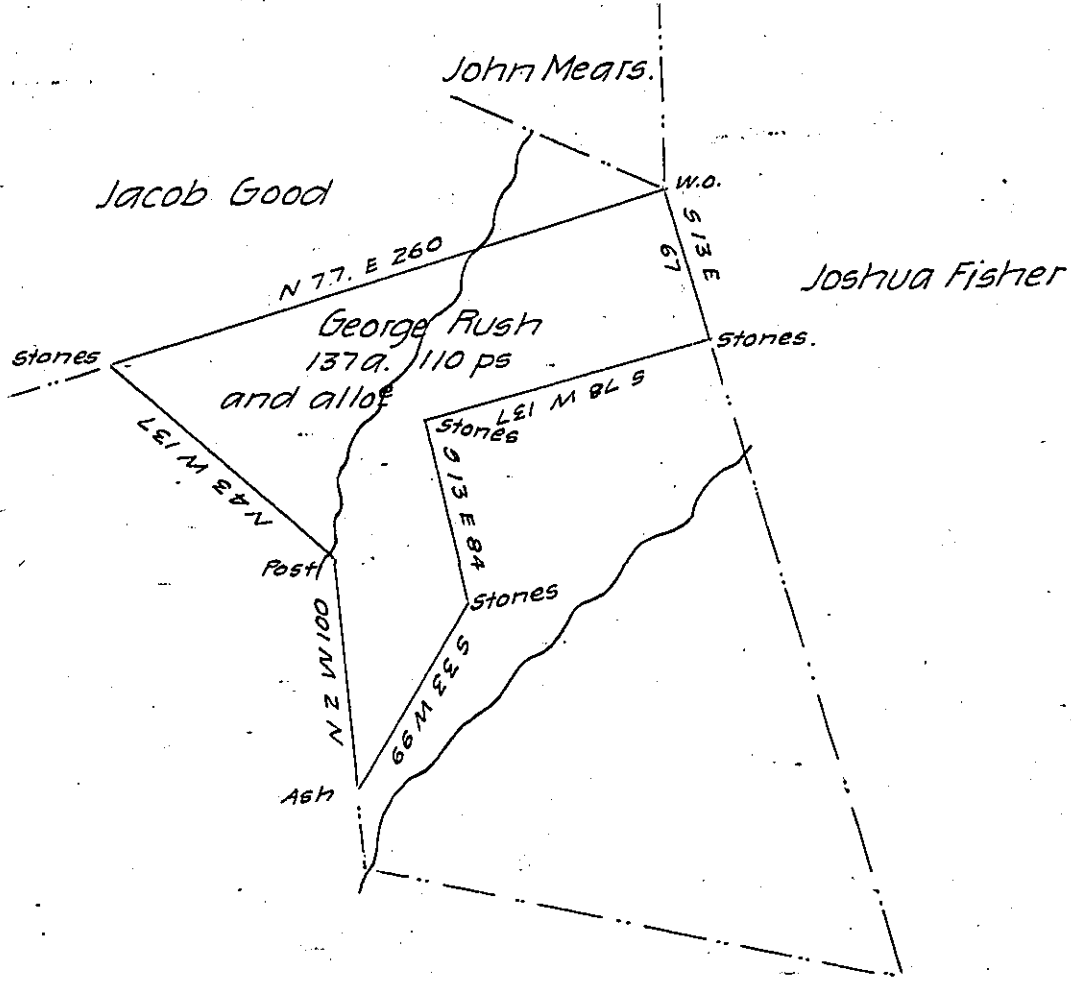 John Mears.
Jacob Good
W.O.
S 13 E
67
Joshua Fisher
N 77. E 260
George Rush
137a. 110 ps
and alloe
Stones
Stones.
S 78 W 137
Stones
N 43 W 137
S 13 E 84
Post
Stones
N 2 W 100
S 33 W 99
Ash